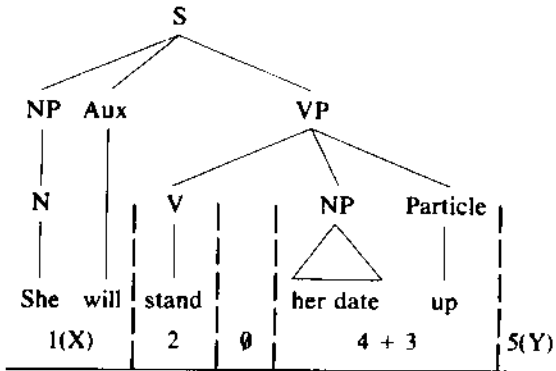 S
NP Aux VP
N V NP Particle
She will stand her date up
1(X) 2 ∅ 4 + 3 5(Y)